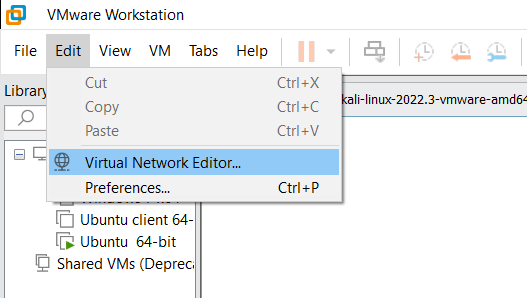 VMware Workstation
File Edit View VM Tabs Help
Library
kali-linux-2022.3-vmware-amd64
Cut Ctrl+X
Copy Ctrl+C
Paste Ctrl+V
Virtual Network Editor...
Preferences... Ctrl+P
Ubuntu client 64-
Ubuntu 64-bit
Shared VMs (Depreca